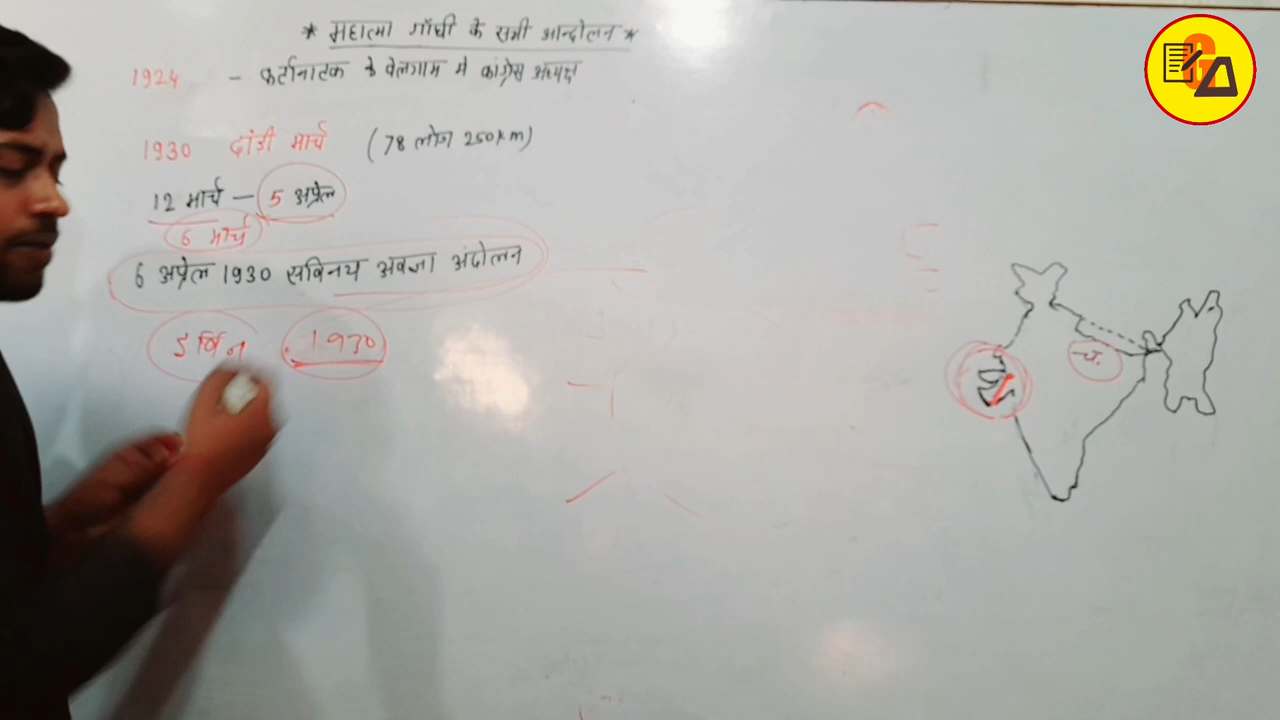 * महात्मा गाँधी के सभी आन्दोलन *
1924 - कर्टानाटक के वेलगाम मे कांग्रेस अध्यक्ष
1930 दांडी मार्च (78 लोग 250km)
12 मार्च - 5 अप्रेल
6 मार्च
6 अप्रेल 1930 सविनय अवज्ञा अंदोलन
इर्विन 1930
च.